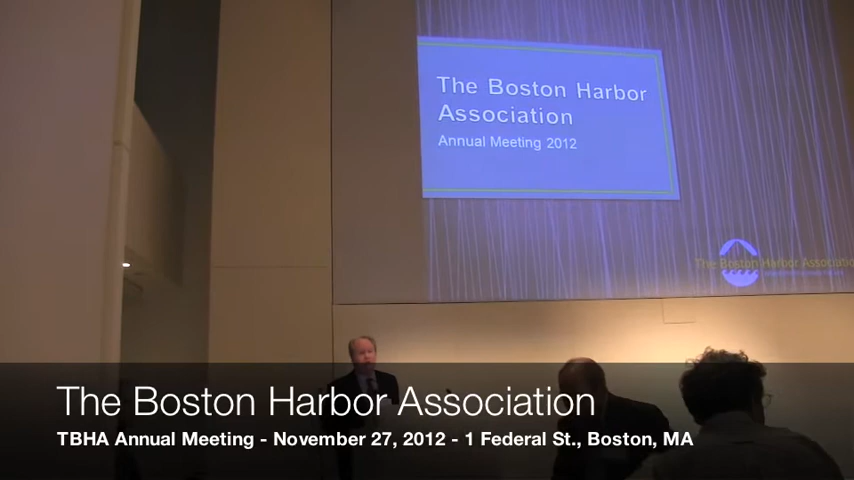 The Boston Harbor
Association
Annual Meeting 2012
The Boston Harbor Associatio
The Boston Harbor Association
TBHA Annual Meeting - November 27, 2012 - 1 Federal St., Boston, MA